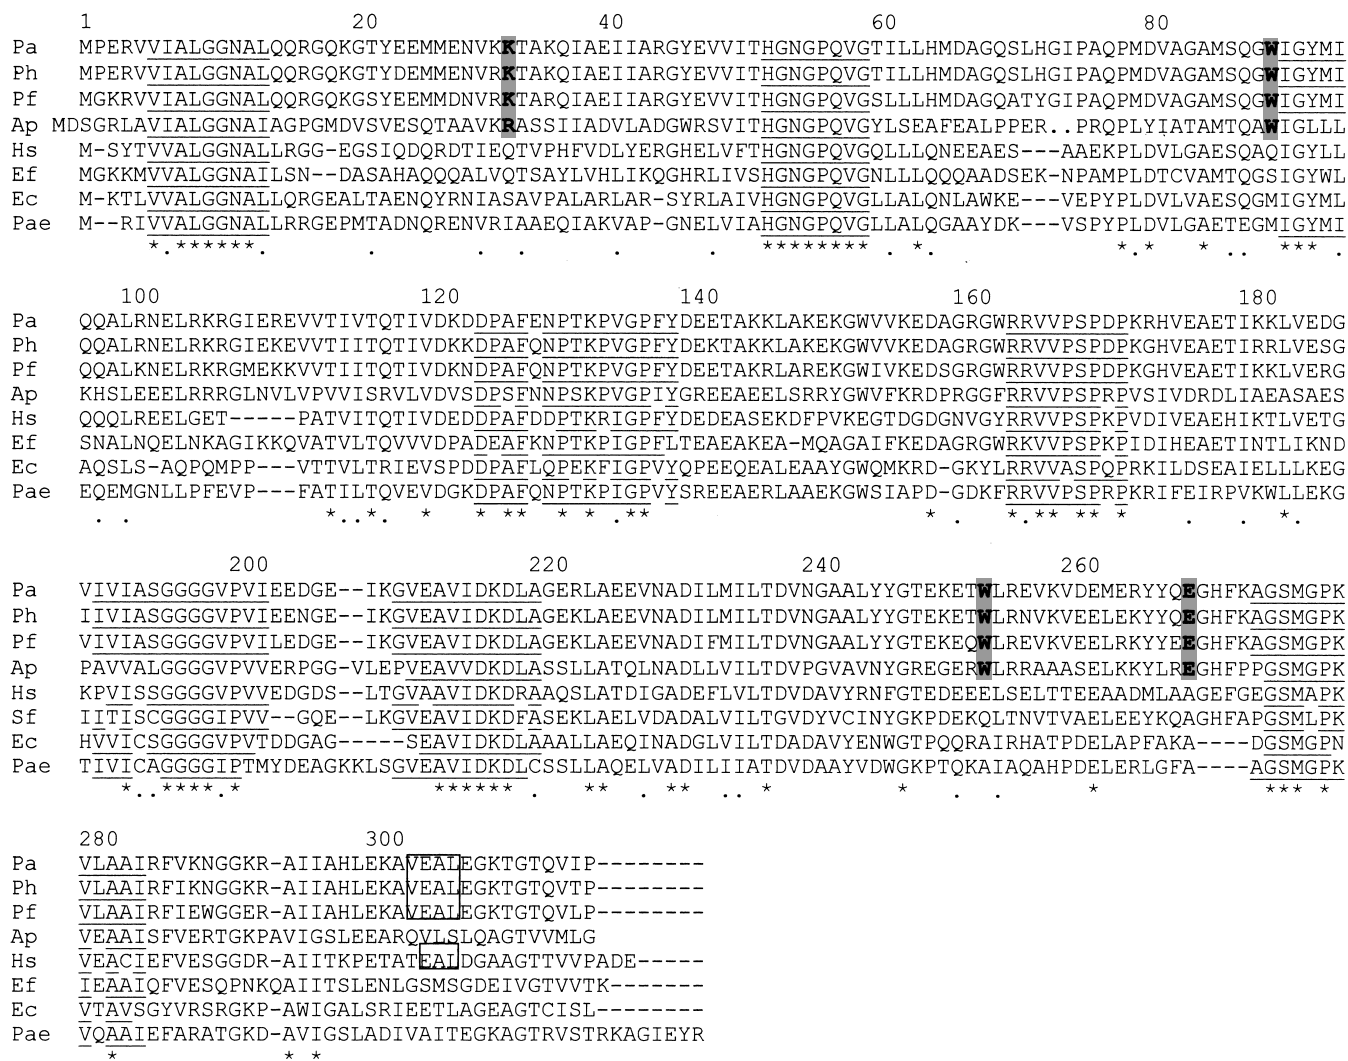 1 20 40 60 80
Pa MPERVVIALGGNALQQRGQKGTYEEMMENVKKTAKQIAEIIARGYEVVITHGNGPQVGTILLHMDAGQSLHGIPAQPMDVAGAMSQGWIGYMI
Ph MPERVVIALGGNALQQRGQKGTYDEMMENVRKTAKQIAEIIARGYEVVITHGNGPQVGTILLHMDAGQSLHGIPAQPMDVAGAMSQGWIGYMI
Pf MGKRVVIALGGNALQQRGQKGSYEEMMDNVRKTARQIAEIIARGYEVVITHGNGPQVGSLLLHMDAGQATYGIPAQPMDVAGAMSQGWIGYMI
Ap MDSGRLAVIALGGNAIAGPGMDVSVESQTAAVKRASSIIADVLADGWRSVITHGNGPQVGYLSEAFEALPPER..PRQPLYIATAMTQAWIGLLL
Hs M-SYTVVALGGNALLRGG-EGSIQDQRDTIEQTVPHFVDLYERGHELVFTHGNGPQVGQLLLQNEEAES---AAEKPLDVLGAESQAQIGYLL
Ef MGKKMVVALGGNAILSN--DASAHAQQQALVQTSAYLVHLIKQGHRLIVSHGNGPQVGNLLLQQQAADSEK-NPAMPLDTCVAMTQGSIGYWL
Ec M-KTLVVALGGNALLQRGEALTAENQYRNIASAVPALARLAR-SYRLAIVHGNGPQVGLLALQNLAWKE---VEPYPLDVLVAESQGMIGYML
Pae M--RIVVALGGNALLRRGEPMTADNQRENVRIAAEQIAKVAP-GNELVIAHGNGPQVGLLALQGAAYDK---VSPYPLDVLGAETEGMIGYMI
*. ****** . . . . . . ******** *. * * * .. *** .
100 120 140 160 180
Pa QQALRNELRKRGIEREVVTIVTQTIVDKDDPAFENPTKPVGPFYDEETAKKLAKEKGWVVKEDAGRGWRRVVPSPDPKRHVEAETIKKLVEDG
Ph QQALRNELRKRGIEKEVVTIITQTIVDKKDPAFQNPTKPVGPFYDEKTAKKLAKEKGWVVKEDAGRGWRRVVPSPDPKGHVEAETIRRLVESG
Pf QQALKNELRKRGMEKKVVTIITQTIVDKNDPAFQNPTKPVGPFYDEETAKRLAREKGWIVKEDSGRGWRRVVPSPDPKGHVEAETIKKLVERG
Ap KHSLEEELRRRGLNVLVPVVISRVLVDVSDPSFNNPSKPVGPIYGREEAEELSRRYGWVFKRDPRGGFRRVVPSPRPVSIVDRDLIAEASAES
Hs QQQLREELGET-----PATVITQTIVDEDDPAFDDPTKRIGPFYDEDEASEKDFPVKEGTDGDGNVGYRRVVPSPKPVDIVEAEHIKTLVETG
Ef SNALNQELNKAGIKKQVATVLTQVVVDPADEAFKNPTKPIGPFLTEAEAKEA-MQAGAIFKEDAGRGWRKVVPSPKPIDIHEAETINTLIKND
Ec AQSLS-AQPQMPP---VTTVLTRIEVSPDDPAFLQPEKFIGPVYQPEEQEALEAAYGWQMKRD-GKYLRRVVASPQPRKILDSEAIELLLKEG
Pae EQEMGNLLPFEVP---FATILTQVEVDGKDPAFQNPTKPIGPVYSREEAERLAAEKGWSIAPD-GDKFRRVVPSPRPKRIFEIRPVKWLLEKG
. . *..*. * * ** * * .** * . * ** ** * . . *.
200 220 240 260
Pa VIVIASGGGGVPVIEEDGE--IKGVEAVIDKDLAGERLAEEVNADILMILTDVNGAALYYGTEKETWLREVKVDEMERYYQEGHFKAGSMGPK
Ph IIVIASGGGGVPVIEENGE--IKGVEAVIDKDLAGEKLAEEVNADILMILTDVNGAALYYGTEKETWLRNVKVEELEKYYQEGHFKAGSMGPK
Pf VIVIASGGGGVPVILEDGE--IKGVEAVIDKDLAGEKLAEEVNADIFMILTDVNGAALYYGTEKEQWLREVKVEELRKYYEEGHFKAGSMGPK
Ap PAVVALGGGGVPVVERPGG-VLEPVEAVVDKDLASSLLATQLNADLLVILTDVPGVAVNYGREGERWLRRAAASELKKYLREGHFPPGSMGPK
Hs KPVISSGGGGVPVVEDGDS--LTGVAAVIDKDRAAQSLATDIGADEFLVLTDVDAVYRNFGTEDEEELSELTTEEAADMLAAGEFGEGSMAPK
Sf IITISCGGGGIPVV--GQE--LKGVEAVIDKDFASEKLAELVDADALVILTGVDYVCINYGKPDEKQLTNVTVAELEEYKQAGHFAPGSMLPK
Ec HVVICSGGGGVPVTDDGAG-----SEAVIDKDLAAALLAEQINADGLVILTDADAVYENWGTPQQRAIRHATPDELAPFAKA----DGSMGPN
Pae TIVICAGGGGIPTMYDEAGKKLSGVEAVIDKDLCSSLLAQELVADILIIATDVDAAYVDWGKPTQKAIAQAHPDELERLGFA----AGSMGPK
*.. ****.* ****** . ** . ** .. * * . . * *** *
280 300
Pa VLAAIRFVKNGGKR-AIIAHLEKAVEALEGKTGTQVIP--------
Ph VLAAIRFIKNGGKR-AIIAHLEKAVEALEGKTGTQVTP--------
Pf VLAAIRFIEWGGER-AIIAHLEKAVEALEGKTGTQVLP--------
Ap VEAAISFVERTGKPAVIGSLEEARQVLSLQAGTVVMLG
Hs VEACIEFVESGGDR-AIITKPETATEALDGAAGTTVVPADE-----
Ef IEAAIQFVESQPNKQAIITSLENLGSMSGDEIVGTVVTK-------
Ec VTAVSGYVRSRGKP-AWIGALSRIEETLAGEAGTCISL--------
Pae VQAAIEFARATGKD-AVIGSLADIVAITEGKAGTRVSTRKAGIEYR
* * *